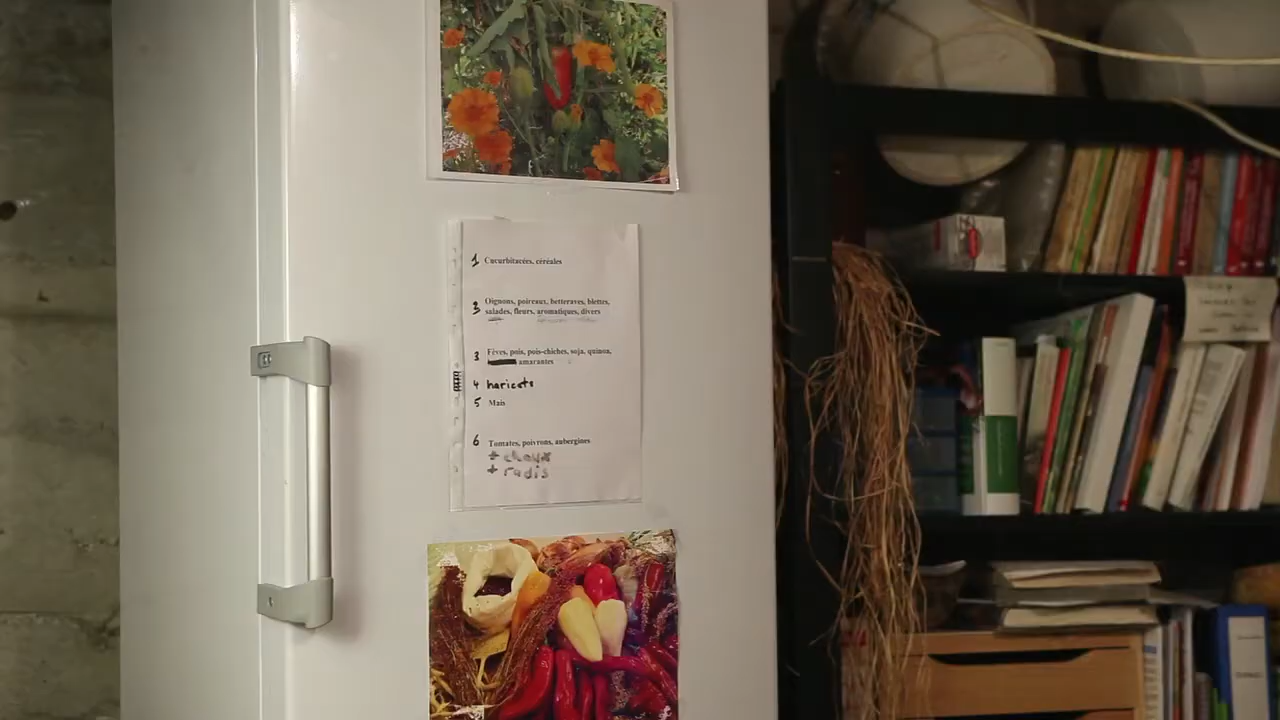 1 Cucurbitacées, céréales
3 Oignons, poireaux, betteraves, blettes,
salades, fleurs, aromatiques, divers
3 Fèves, pois, pois-chiches, soja, quinoa,
amarantes
4 haricots
5 Maïs
6 Tomates, poivrons, aubergines
+ choux
+ radis